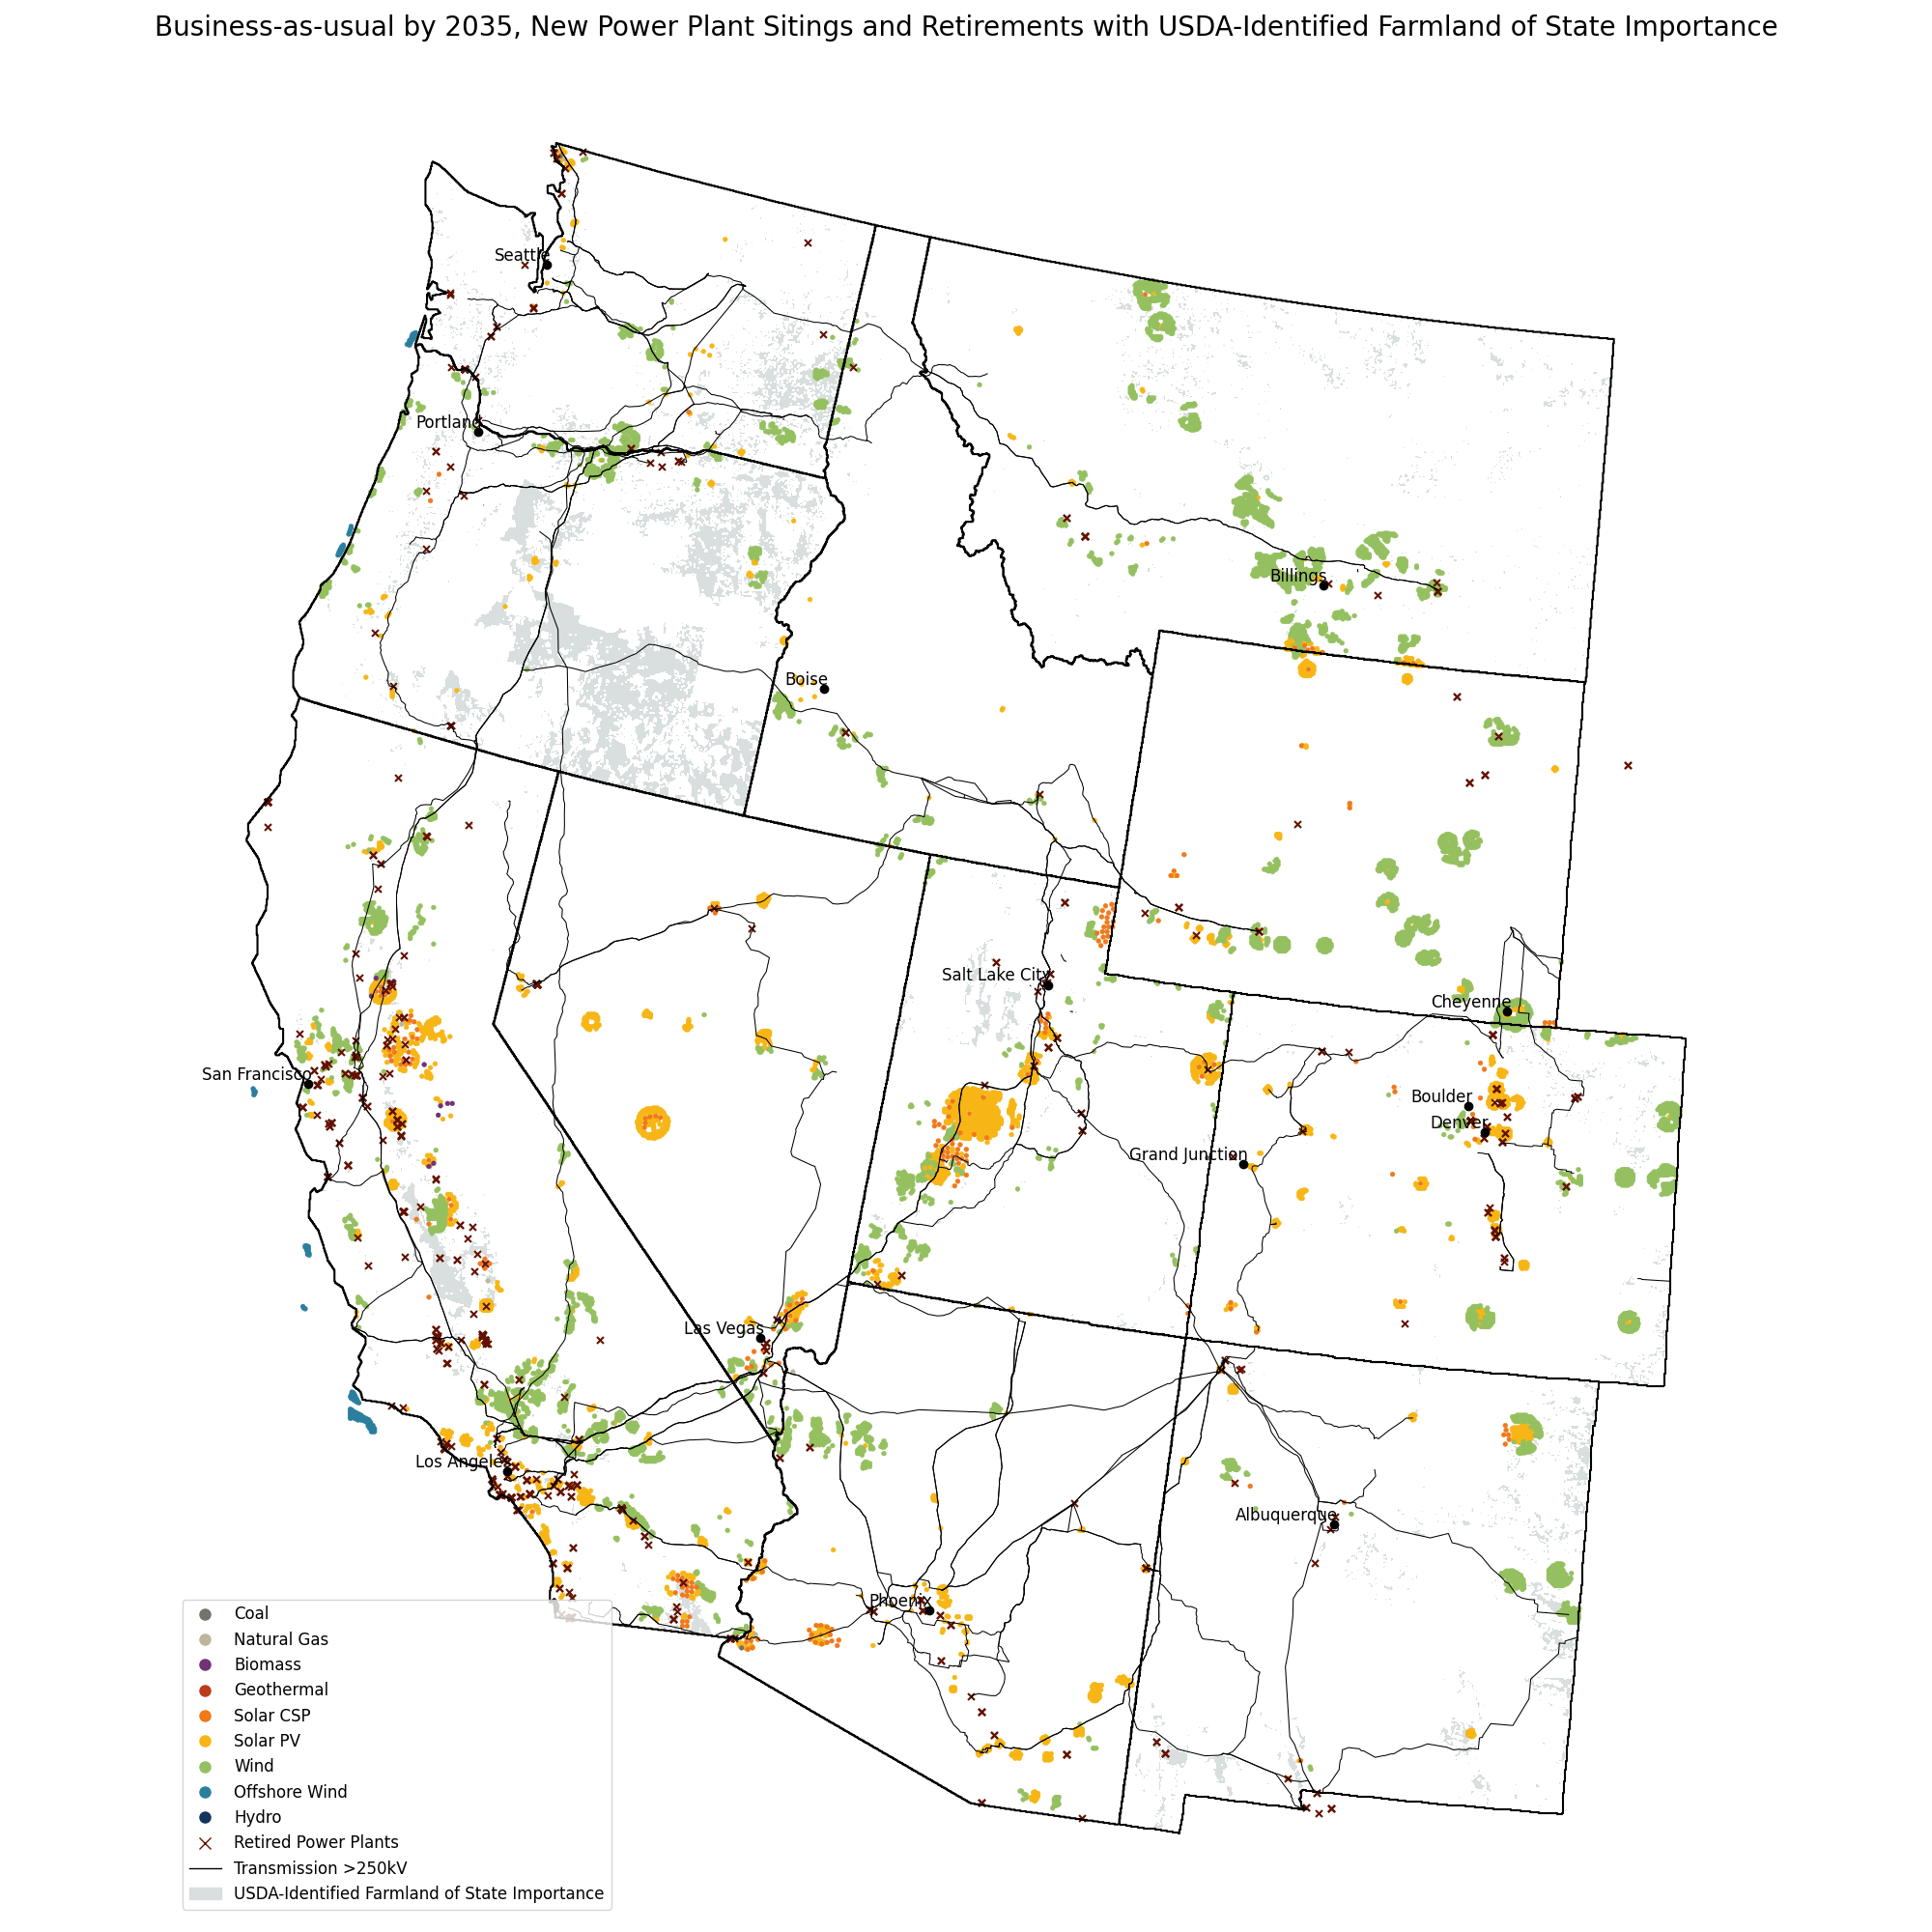 Business-as-usual by 2035, New Power Plant Sitings and Retirements with USDA-Identified Farmland of State Importance
Seattle
Portland
Billings
Boise
Salt Lake City
Cheyenne
San Francisco
Boulder
Denver
Grand Junction
Las Vegas
Los Angeles
Albuquerque
Phoenix
Coal
Natural Gas
Biomass
Geothermal
Solar CSP
Solar PV
Wind
Offshore Wind
Hydro
Retired Power Plants
Transmission >250kV
USDA-Identified Farmland of State Importance